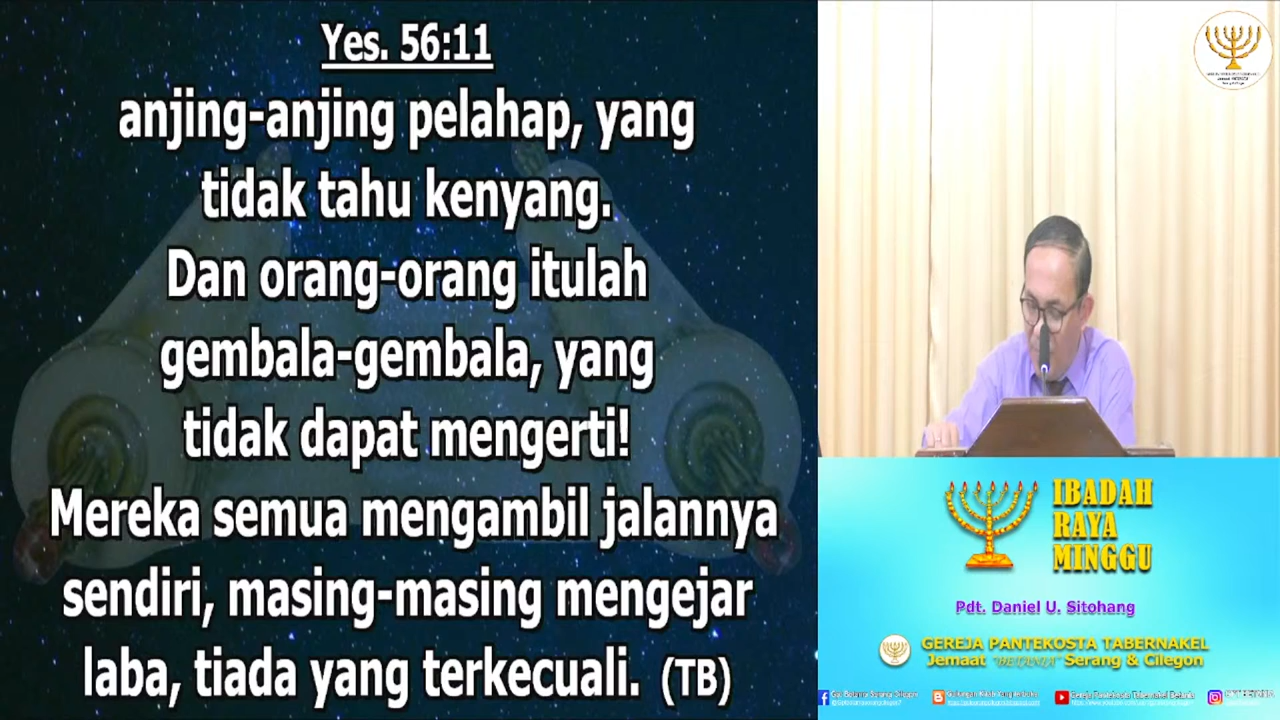 Yes. 56:11
anjing-anjing pelahap, yang
tidak tahu kenyang.
Dan orang-orang itulah
gembala-gembala, yang
tidak dapat mengerti!
Mereka semua mengambil jalannya
sendiri, masing-masing mengejar
laba, tiada yang terkecuali. (TB)
IBADAH
RAYA
MINGGU
Pdt. Daniel U. Sitohang
GEREJA PANTEKOSTA TABERNAKEL
Jemaat "BETANIA" Serang & Cilegon